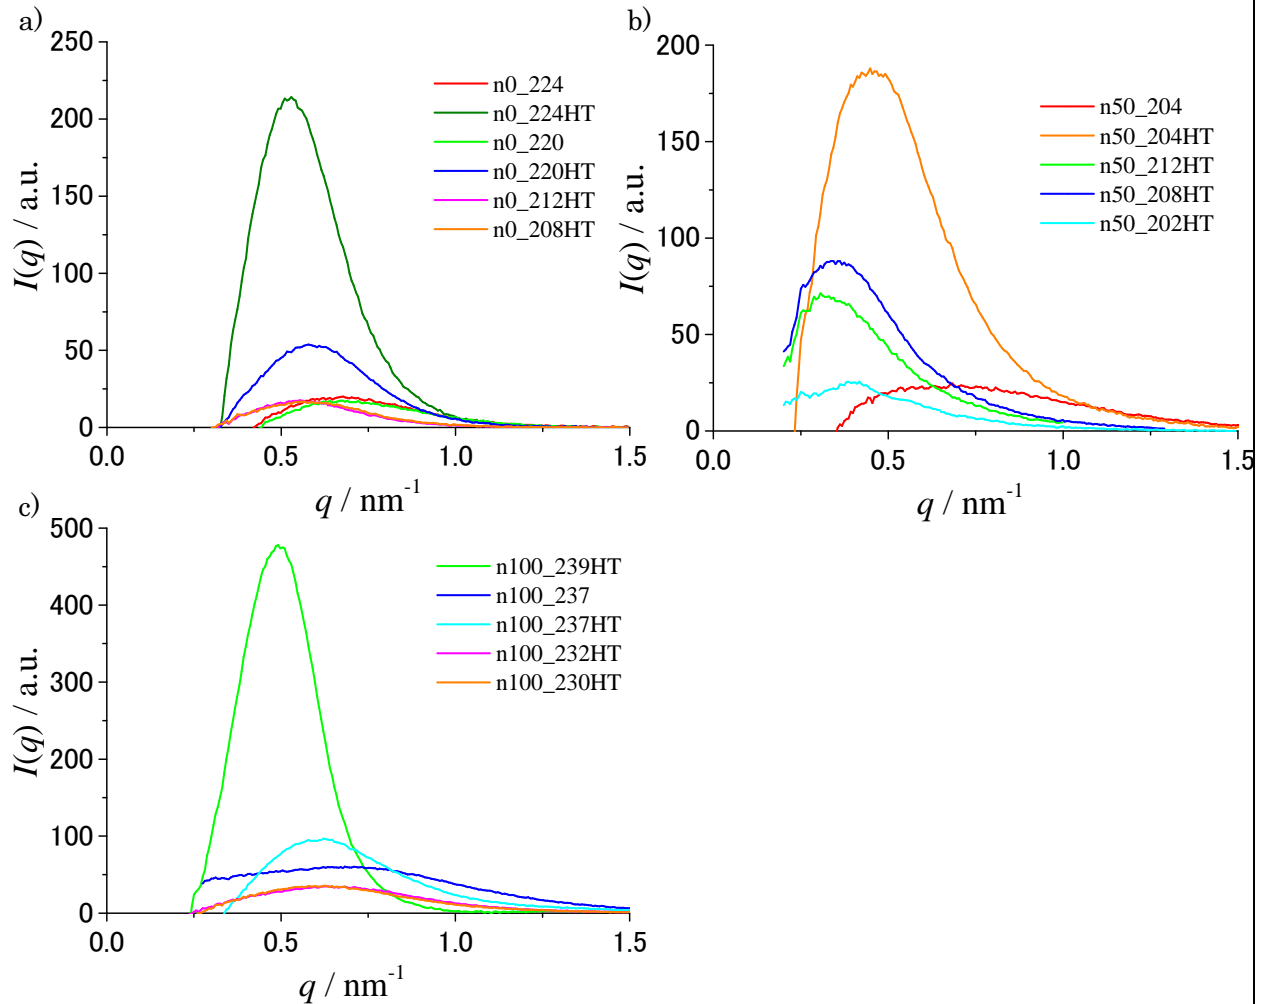 a)
250
200
150
100
50
0
I(q) / a.u.
n0_224
n0_224HT
n0_220
n0_220HT
n0_212HT
n0_208HT
0.0 0.5 1.0 1.5
q / nm⁻¹
b)
200
150
100
50
0
I(q) / a.u.
n50_204
n50_204HT
n50_212HT
n50_208HT
n50_202HT
0.0 0.5 1.0 1.5
q / nm⁻¹
c)
500
400
300
200
100
0
I(q) / a.u.
n100_239HT
n100_237
n100_237HT
n100_232HT
n100_230HT
0.0 0.5 1.0 1.5
q / nm⁻¹